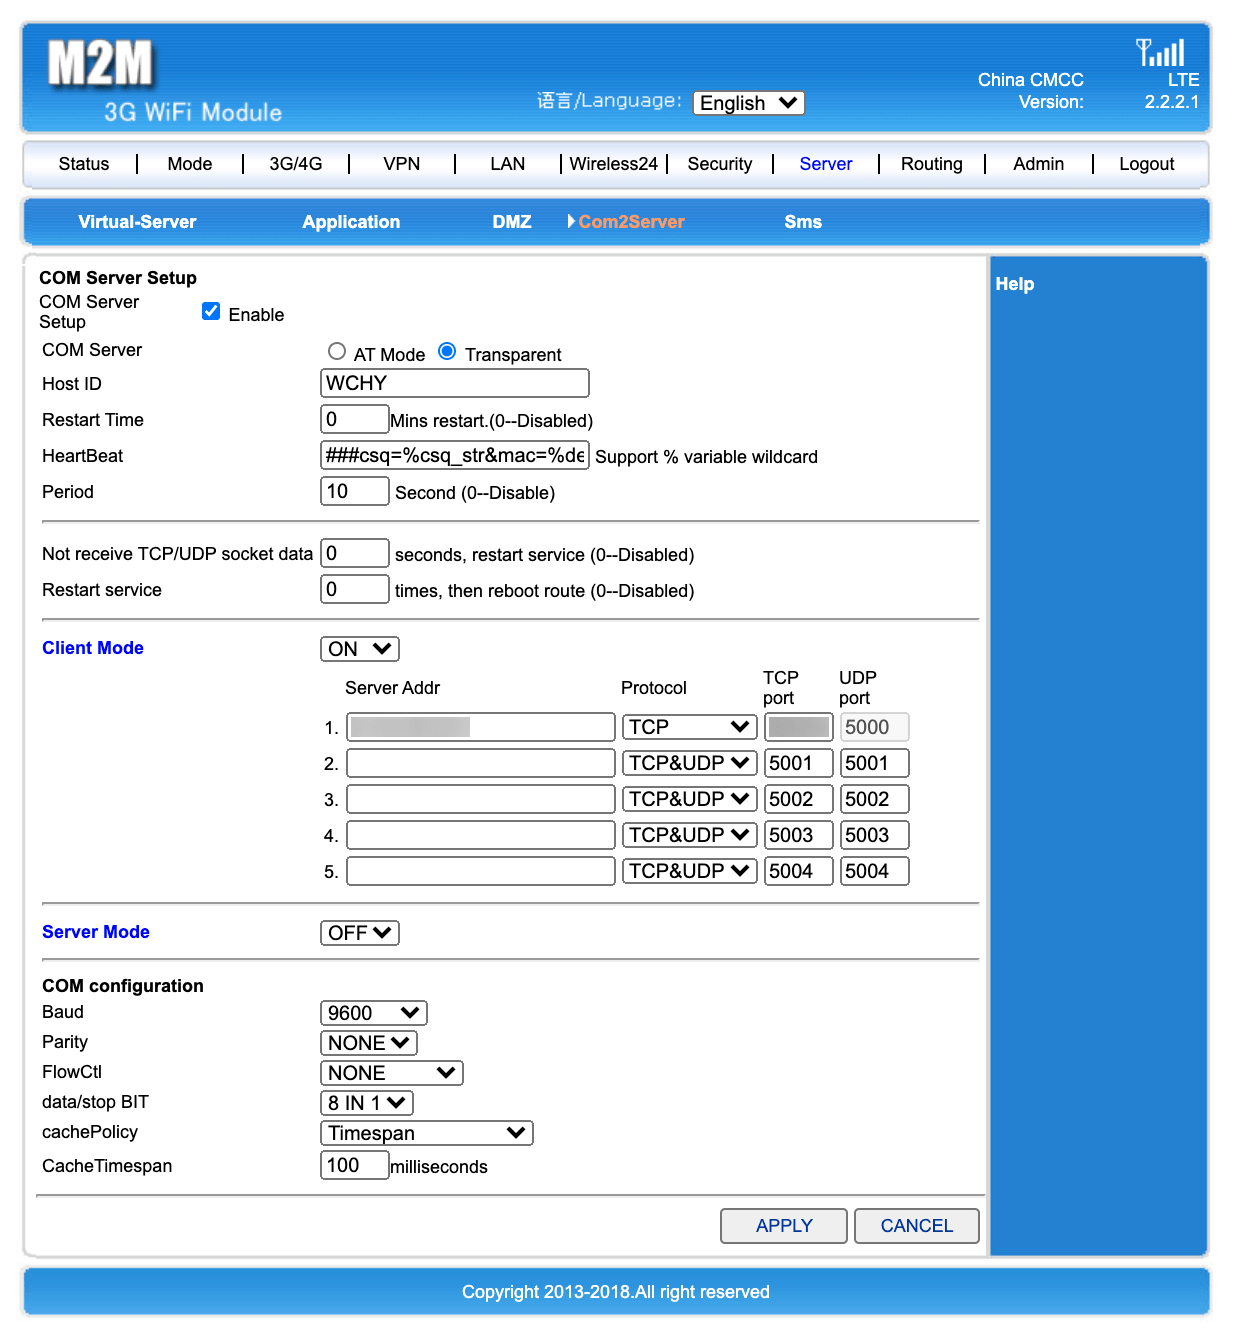 M2M
3G WiFi Module
语言/Language: English
China CMCC LTE
Version: 2.2.2.1
Status Mode 3G/4G VPN LAN Wireless24 Security Server Routing Admin Logout
Virtual-Server Application DMZ Com2Server Sms
Help
COM Server Setup
COM Server
Setup
Enable
COM Server AT Mode Transparent
Host ID WCHY
Restart Time 0 Mins restart.(0--Disabled)
HeartBeat ###csq=%csq_str&mac=%de Support % variable wildcard
Period 10 Second (0--Disable)
Not receive TCP/UDP socket data 0 seconds, restart service (0--Disabled)
Restart service 0 times, then reboot route (0--Disabled)
Client Mode ON
Server Addr Protocol TCP port UDP port
1. TCP 5000
2. TCP&UDP 5001 5001
3. TCP&UDP 5002 5002
4. TCP&UDP 5003 5003
5. TCP&UDP 5004 5004
Server Mode OFF
COM configuration
Baud 9600
Parity NONE
FlowCtl NONE
data/stop BIT 8 IN 1
cachePolicy Timespan
CacheTimespan 100 milliseconds
APPLY CANCEL
Copyright 2013-2018.All right reserved